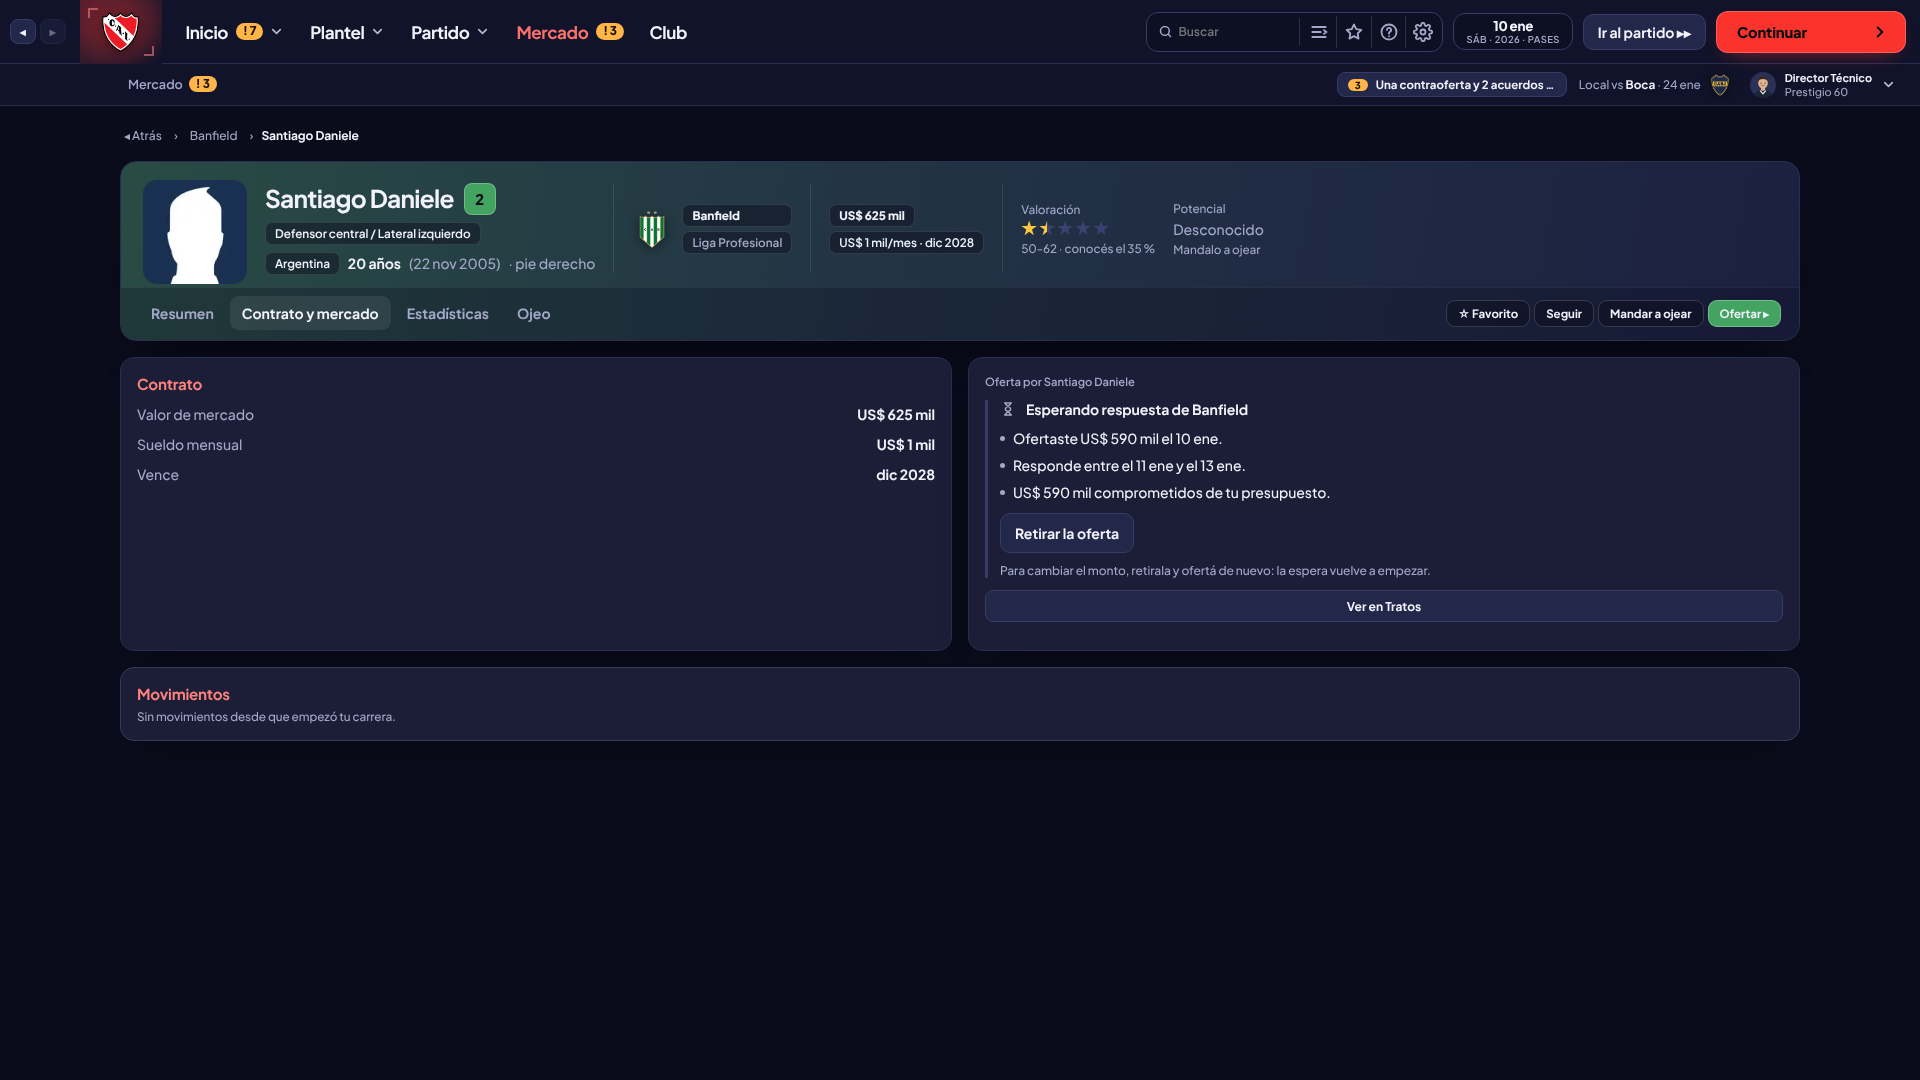 Inicio ! 7 Plantel Partido Mercado ! 3 Club
Buscar
10 ene
SÁB · 2026 · PASES
Ir al partido ▸▸
Continuar
Mercado ! 3
3 Una contraoferta y 2 acuerdos ...
Local vs Boca · 24 ene
Director Técnico
Prestigio 60
◂ Atrás › Banfield › Santiago Daniele
Santiago Daniele 2
Defensor central / Lateral izquierdo
Argentina 20 años (22 nov 2005) · pie derecho
Banfield
Liga Profesional
US$ 625 mil
US$ 1 mil/mes · dic 2028
Valoración
50-62 · conocés el 35 %
Potencial
Desconocido
Mandalo a ojear
Resumen Contrato y mercado Estadísticas Ojeo
☆ Favorito Seguir Mandar a ojear Ofertar ▸
Contrato
Valor de mercado US$ 625 mil
Sueldo mensual US$ 1 mil
Vence dic 2028
Oferta por Santiago Daniele
Esperando respuesta de Banfield
• Ofertaste US$ 590 mil el 10 ene.
• Responde entre el 11 ene y el 13 ene.
• US$ 590 mil comprometidos de tu presupuesto.
Retirar la oferta
Para cambiar el monto, retirala y ofertá de nuevo: la espera vuelve a empezar.
Ver en Tratos
Movimientos
Sin movimientos desde que empezó tu carrera.